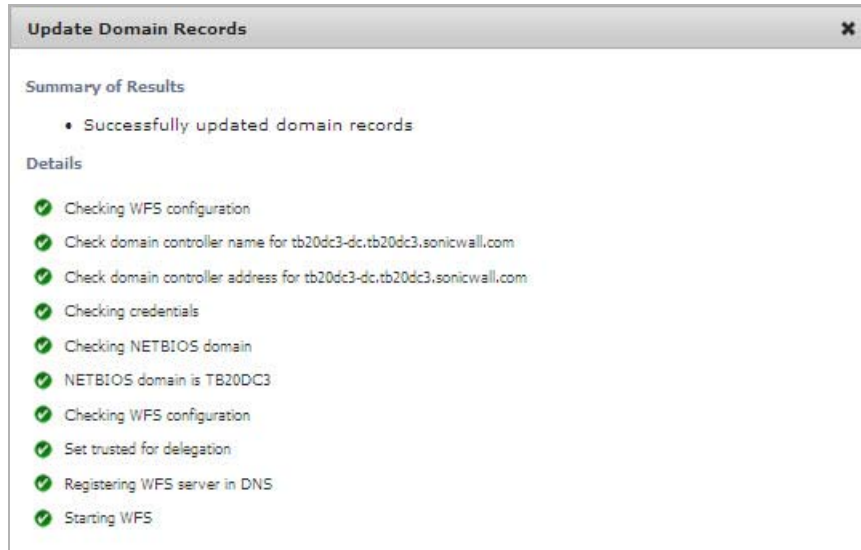 Update Domain Records
Summary of Results
• Successfully updated domain records
Details
Checking WFS configuration
Check domain controller name for tb20dc3-dc.tb20dc3.sonicwall.com
Check domain controller address for tb20dc3-dc.tb20dc3.sonicwall.com
Checking credentials
Checking NETBIOS domain
NETBIOS domain is TB20DC3
Checking WFS configuration
Set trusted for delegation
Registering WFS server in DNS
Starting WFS